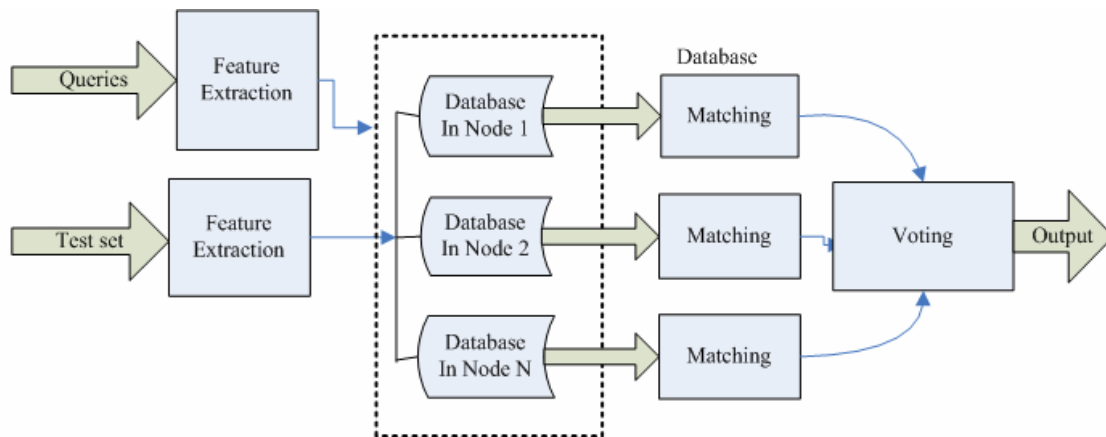 Queries
Feature
Extraction
Test set
Feature
Extraction
Database
In Node 1
Database
In Node 2
Database
In Node N
Database
Matching
Matching
Matching
Voting
Output